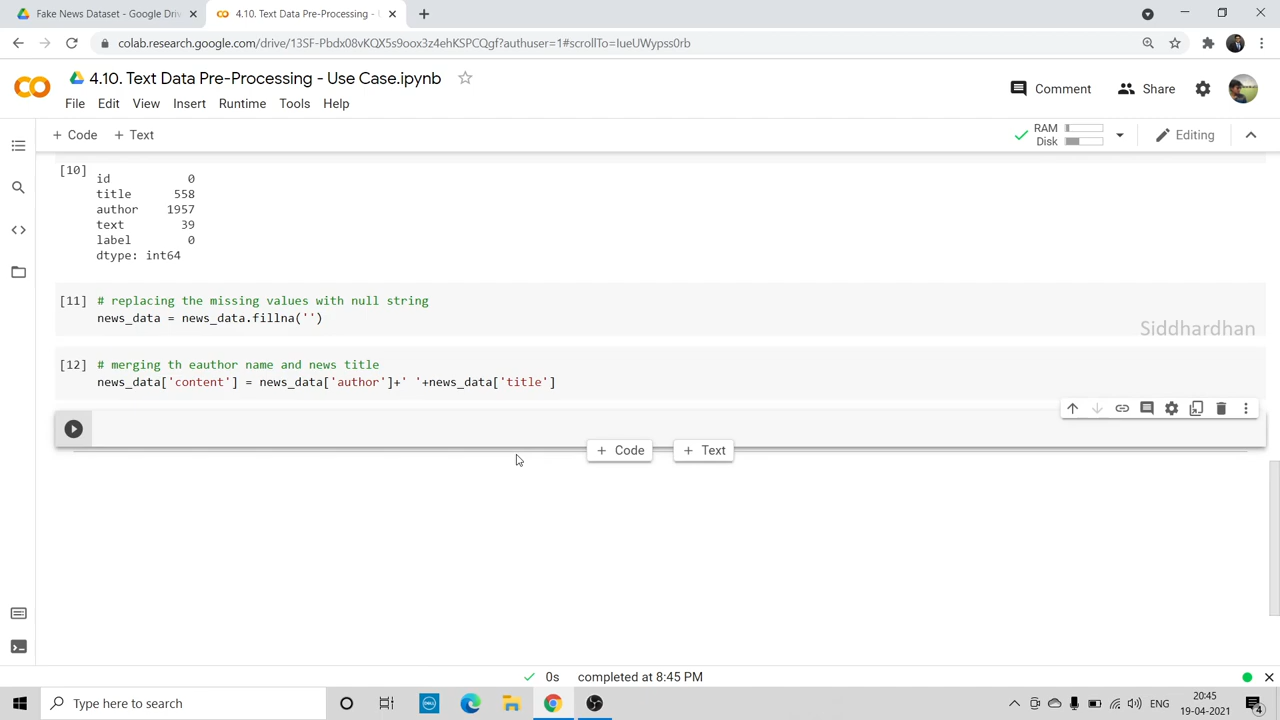 Fake News Dataset - Google Driv
4.10. Text Data Pre-Processing - U
colab.research.google.com/drive/13SF-Pbdx08vKQX5s9oox3z4ehKSPCQgf?authuser=1#scrollTo=IueUWypss0rb
4.10. Text Data Pre-Processing - Use Case.ipynb
Comment Share
File Edit View Insert Runtime Tools Help
+ Code + Text
RAM
Disk
Editing
[10]
id 0
title 558
author 1957
text 39
label 0
dtype: int64
[11] # replacing the missing values with null string
news_data = news_data.fillna('')
Siddhardhan
[12] # merging th eauthor name and news title
news_data['content'] = news_data['author']+' '+news_data['title']
+ Code + Text
0s completed at 8:45 PM
Type here to search
DELL
ENG
20:45
19-04-2021
4